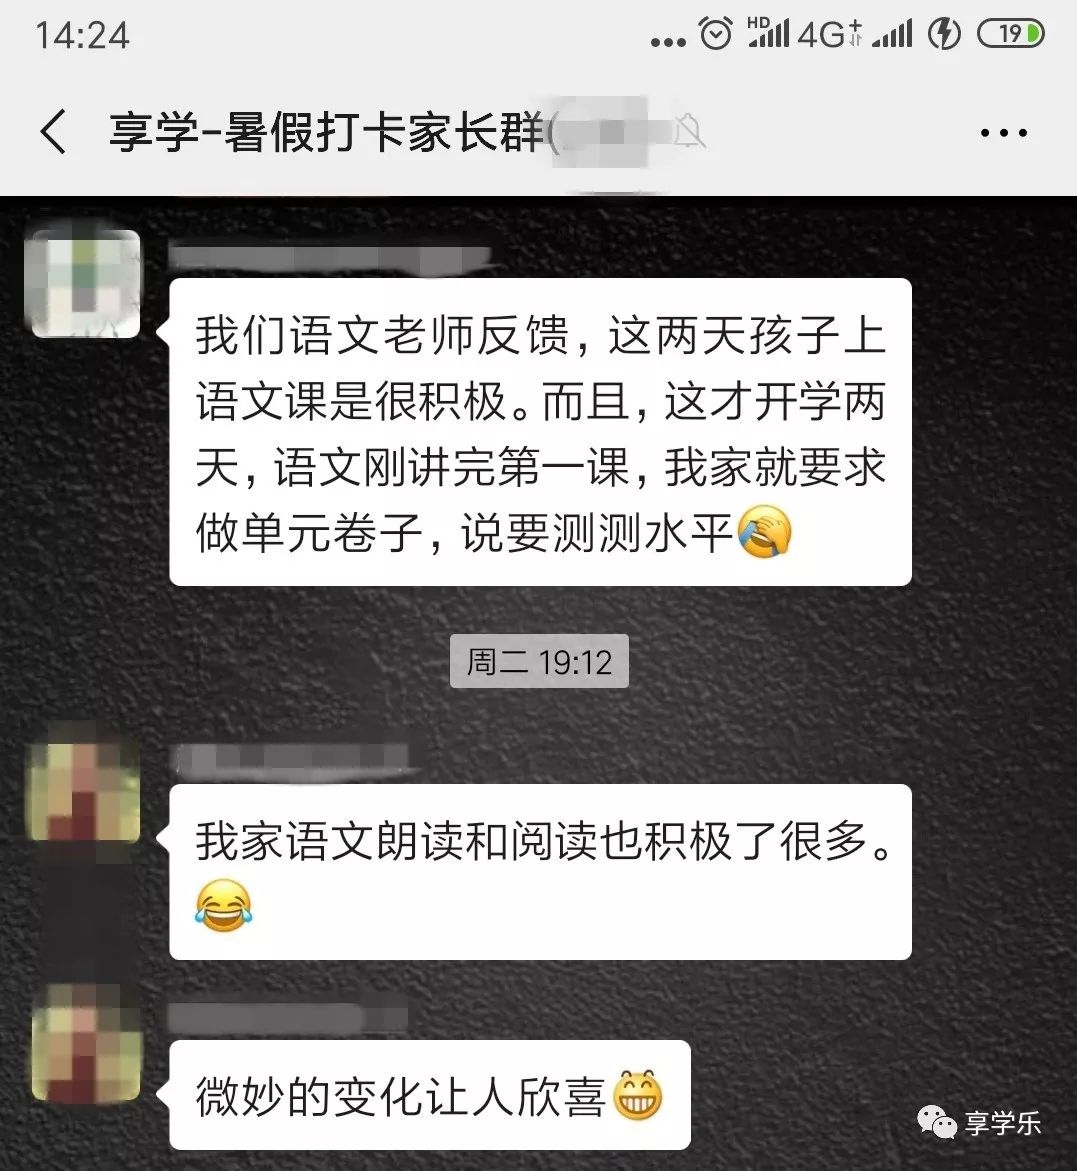 14:24
HD 4G+ 19
享学-暑假打卡家长群(
我们语文老师反馈，这两天孩子上
语文课是很积极。而且，这才开学两
天，语文刚讲完第一课，我家就要求
做单元卷子，说要测测水平
周二 19:12
我家语文朗读和阅读也积极了很多。
微妙的变化让人欣喜
享学乐